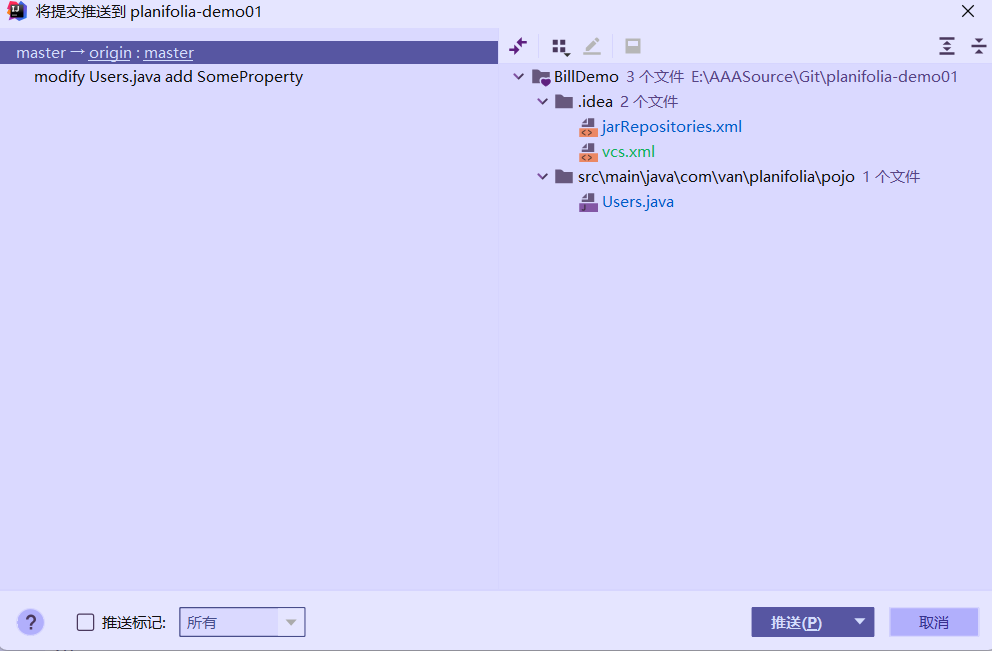 将提交推送到 planifolia-demo01
master → origin : master
modify Users.java add SomeProperty
BillDemo 3 个文件 E:\AAASource\Git\planifolia-demo01
.idea 2 个文件
jarRepositories.xml
vcs.xml
src\main\java\com\van\planifolia\pojo 1 个文件
Users.java
? 推送标记: 所有 推送(P) 取消